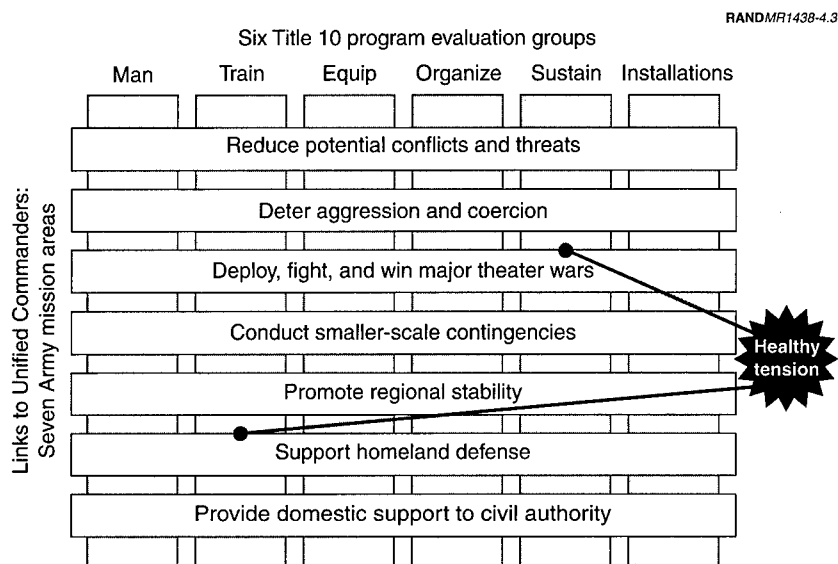 RANDMR1438-4.3
Six Title 10 program evaluation groups
Man Train Equip Organize Sustain Installations
Links to Unified Commanders:
Seven Army mission areas
Reduce potential conflicts and threats
Deter aggression and coercion
Deploy, fight, and win major theater wars
Conduct smaller-scale contingencies
Promote regional stability
Support homeland defense
Provide domestic support to civil authority
Healthy
tension